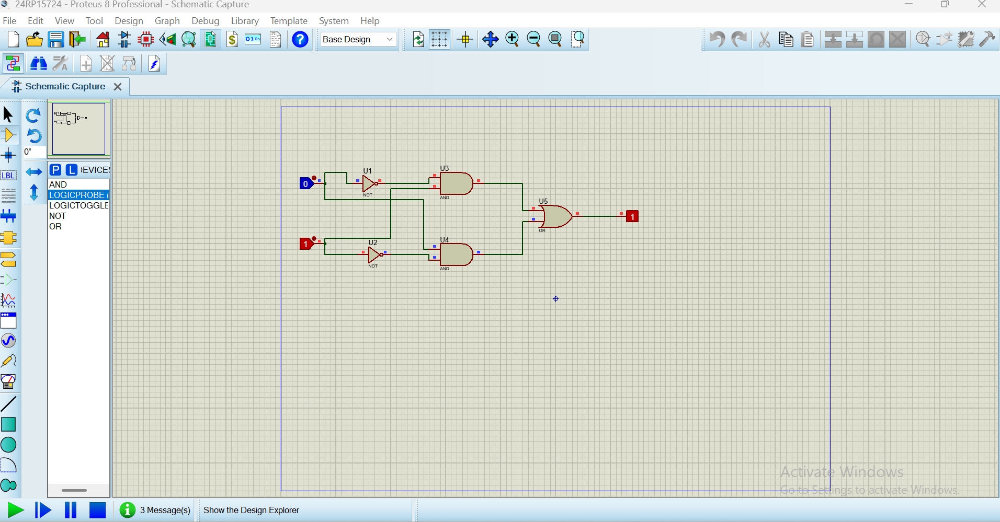 24RP15724 - Proteus 8 Professional - Schematic Capture
File Edit View Tool Design Graph Debug Library Template System Help
$ 0101 ? Base Design
A
Schematic Capture
LBL
0°
P L DEVICES
AND
LOGICPROBE (
LOGICTOGGLE
NOT
OR
U1
NOT
U3
AND
0
U5
OR
1
1
U2
NOT
U4
AND
Activate Windows
Go to Settings to activate Windows.
3 Message(s) Show the Design Explorer